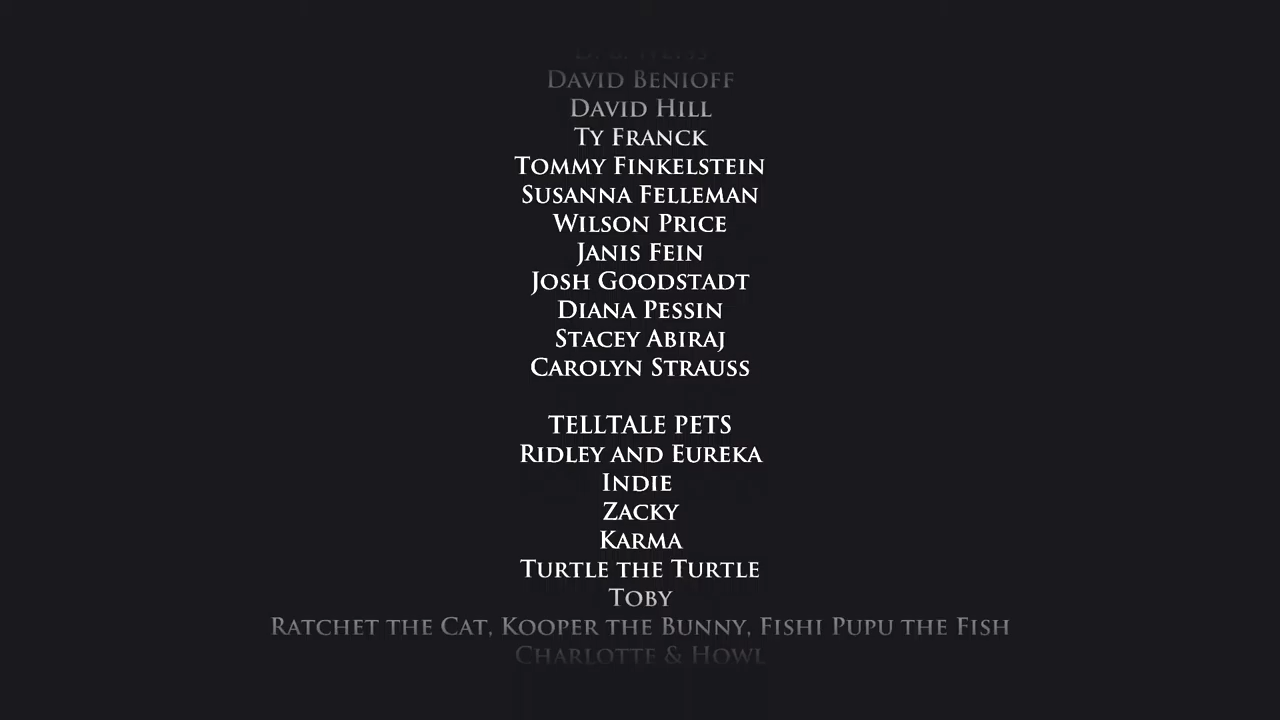 David Benioff
David Hill
Ty Franck
Tommy Finkelstein
Susanna Felleman
Wilson Price
Janis Fein
Josh Goodstadt
Diana Pessin
Stacey Abiraj
Carolyn Strauss
TELLTALE PETS
Ridley and Eureka
Indie
Zacky
Karma
Turtle the Turtle
Toby
Ratchet the Cat, Kooper the Bunny, Fishi Pupu the Fish
Charlotte & Howl